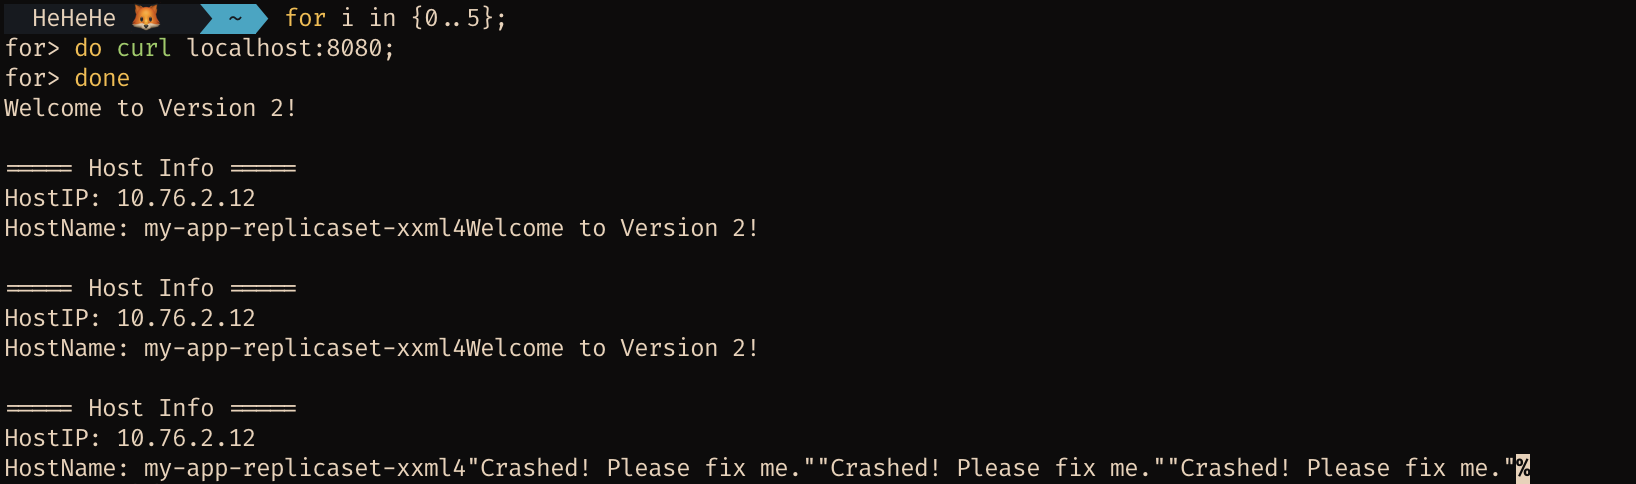 HeHeHe 🦊 ~ for i in {0..5};
for> do curl localhost:8080;
for> done
Welcome to Version 2!
===== Host Info =====
HostIP: 10.76.2.12
HostName: my-app-replicaset-xxml4Welcome to Version 2!
===== Host Info =====
HostIP: 10.76.2.12
HostName: my-app-replicaset-xxml4Welcome to Version 2!
===== Host Info =====
HostIP: 10.76.2.12
HostName: my-app-replicaset-xxml4"Crashed! Please fix me.""Crashed! Please fix me.""Crashed! Please fix me."%